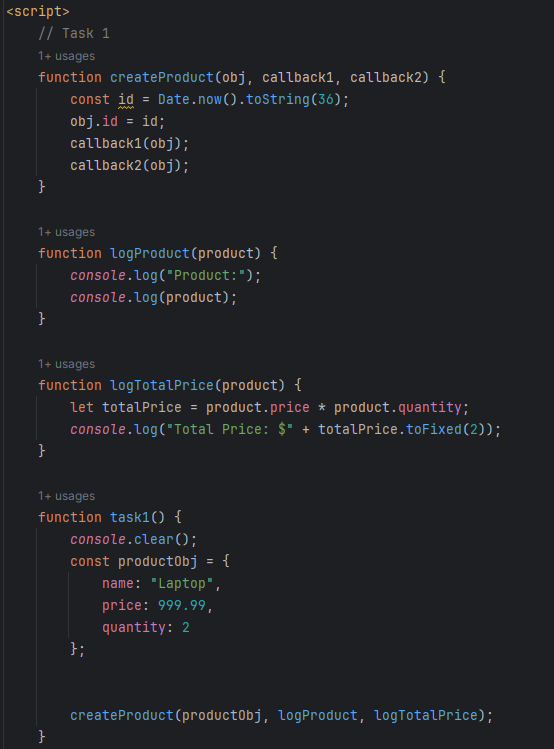 <script>
// Task 1
1+ usages
function createProduct(obj, callback1, callback2) {
const id = Date.now().toString(36);
obj.id = id;
callback1(obj);
callback2(obj);
}
1+ usages
function logProduct(product) {
console.log("Product:");
console.log(product);
}
1+ usages
function logTotalPrice(product) {
let totalPrice = product.price * product.quantity;
console.log("Total Price: $" + totalPrice.toFixed(2));
}
1+ usages
function task1() {
console.clear();
const productObj = {
name: "Laptop",
price: 999.99,
quantity: 2
};
createProduct(productObj, logProduct, logTotalPrice);
}